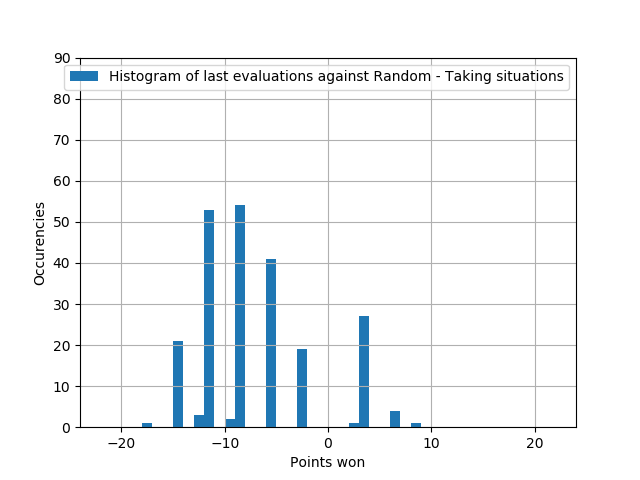 Histogram of last evaluations against Random - Taking situations
90
80
70
60
50
40
30
20
10
0
Occurencies
−20 −10 0 10 20
Points won